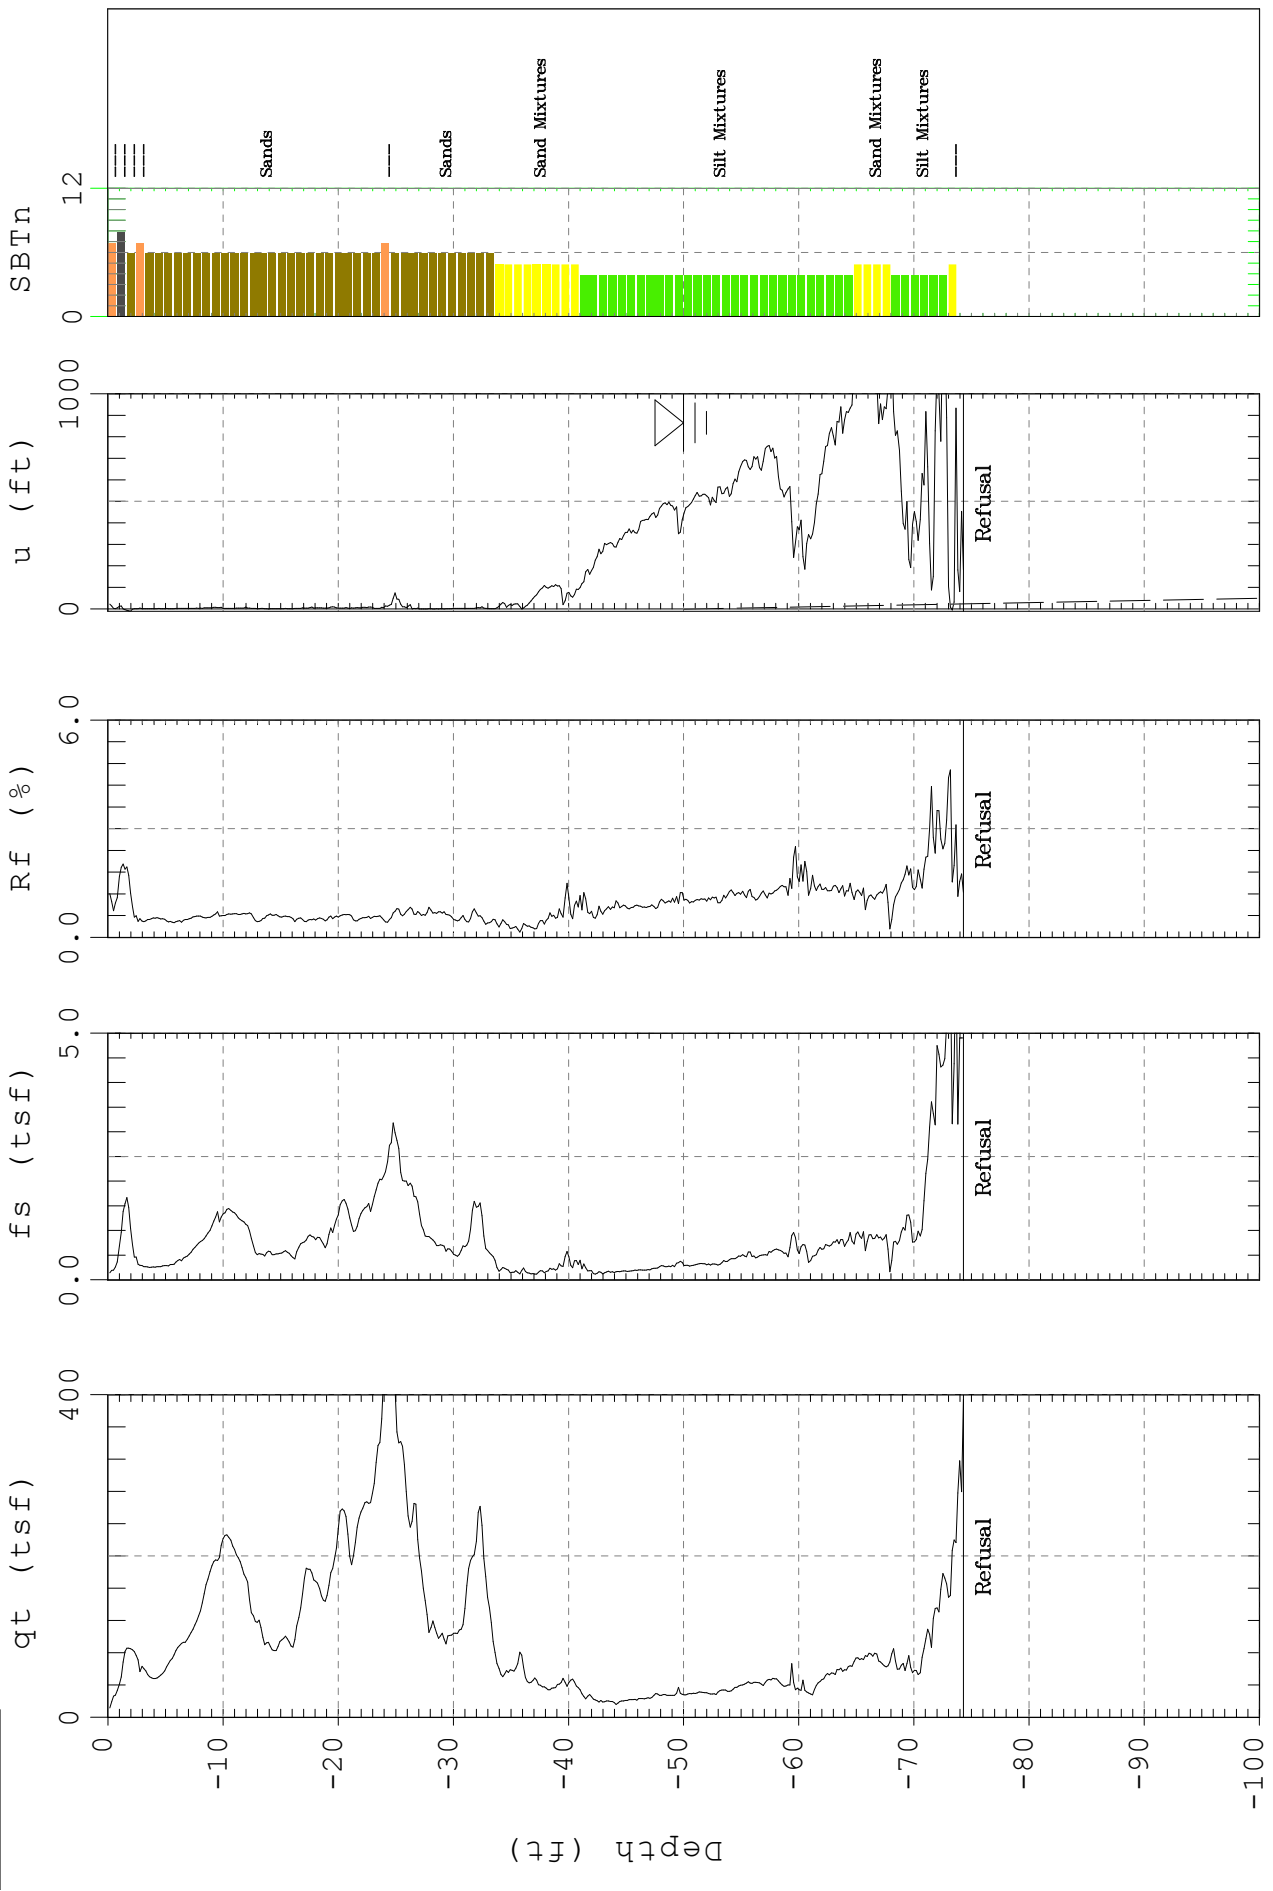 qt (tsf)
fs (tsf)
Rf (%)
u (ft)
SBTn
0
400
0.0
5.0
0.0
6.0
0
1000
0
12
0
-10
-20
-30
-40
-50
-60
-70
-80
-90
-100
Depth (ft)
Refusal
Refusal
Refusal
Refusal
Sands
Sands
Sand Mixtures
Silt Mixtures
Sand Mixtures
Silt Mixtures